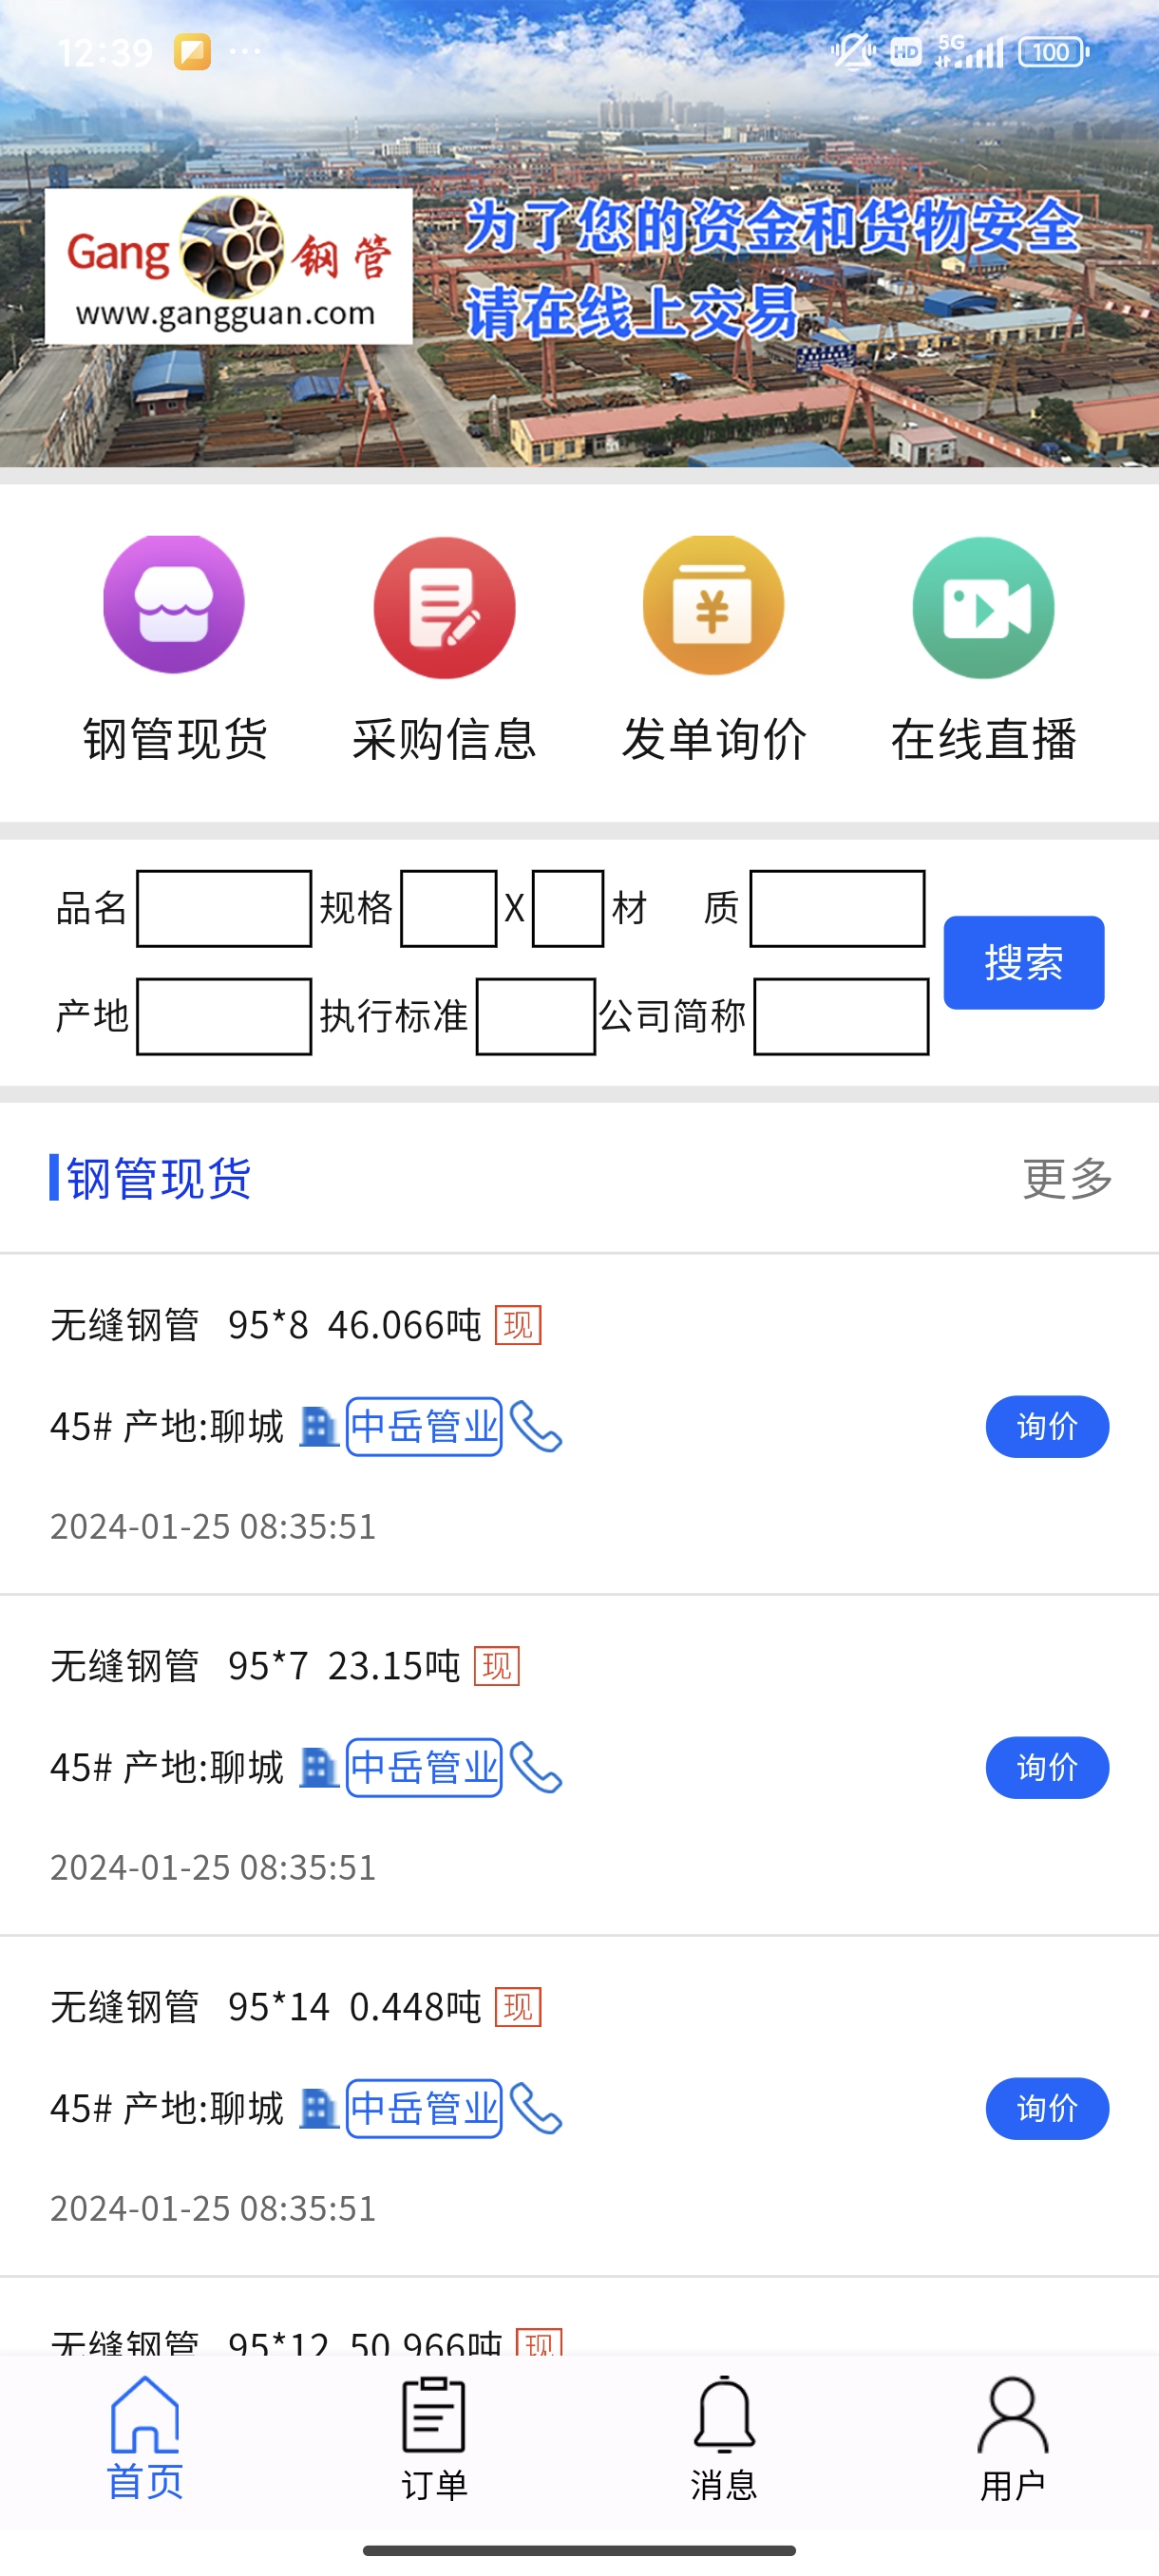 12:39 ... HD 5G 100
Gang 钢管
www.gangguan.com
为了您的资金和货物安全
请在线上交易
钢管现货 采购信息 发单询价 在线直播
品名 规格 X 材 质
搜索
产地 执行标准 公司简称
钢管现货 更多
无缝钢管 95*8 46.066吨 现
45# 产地:聊城 中岳管业 询价
2024-01-25 08:35:51
无缝钢管 95*7 23.15吨 现
45# 产地:聊城 中岳管业 询价
2024-01-25 08:35:51
无缝钢管 95*14 0.448吨 现
45# 产地:聊城 中岳管业 询价
2024-01-25 08:35:51
无缝钢管 95*12 50.966吨 现
首页 订单 消息 用户